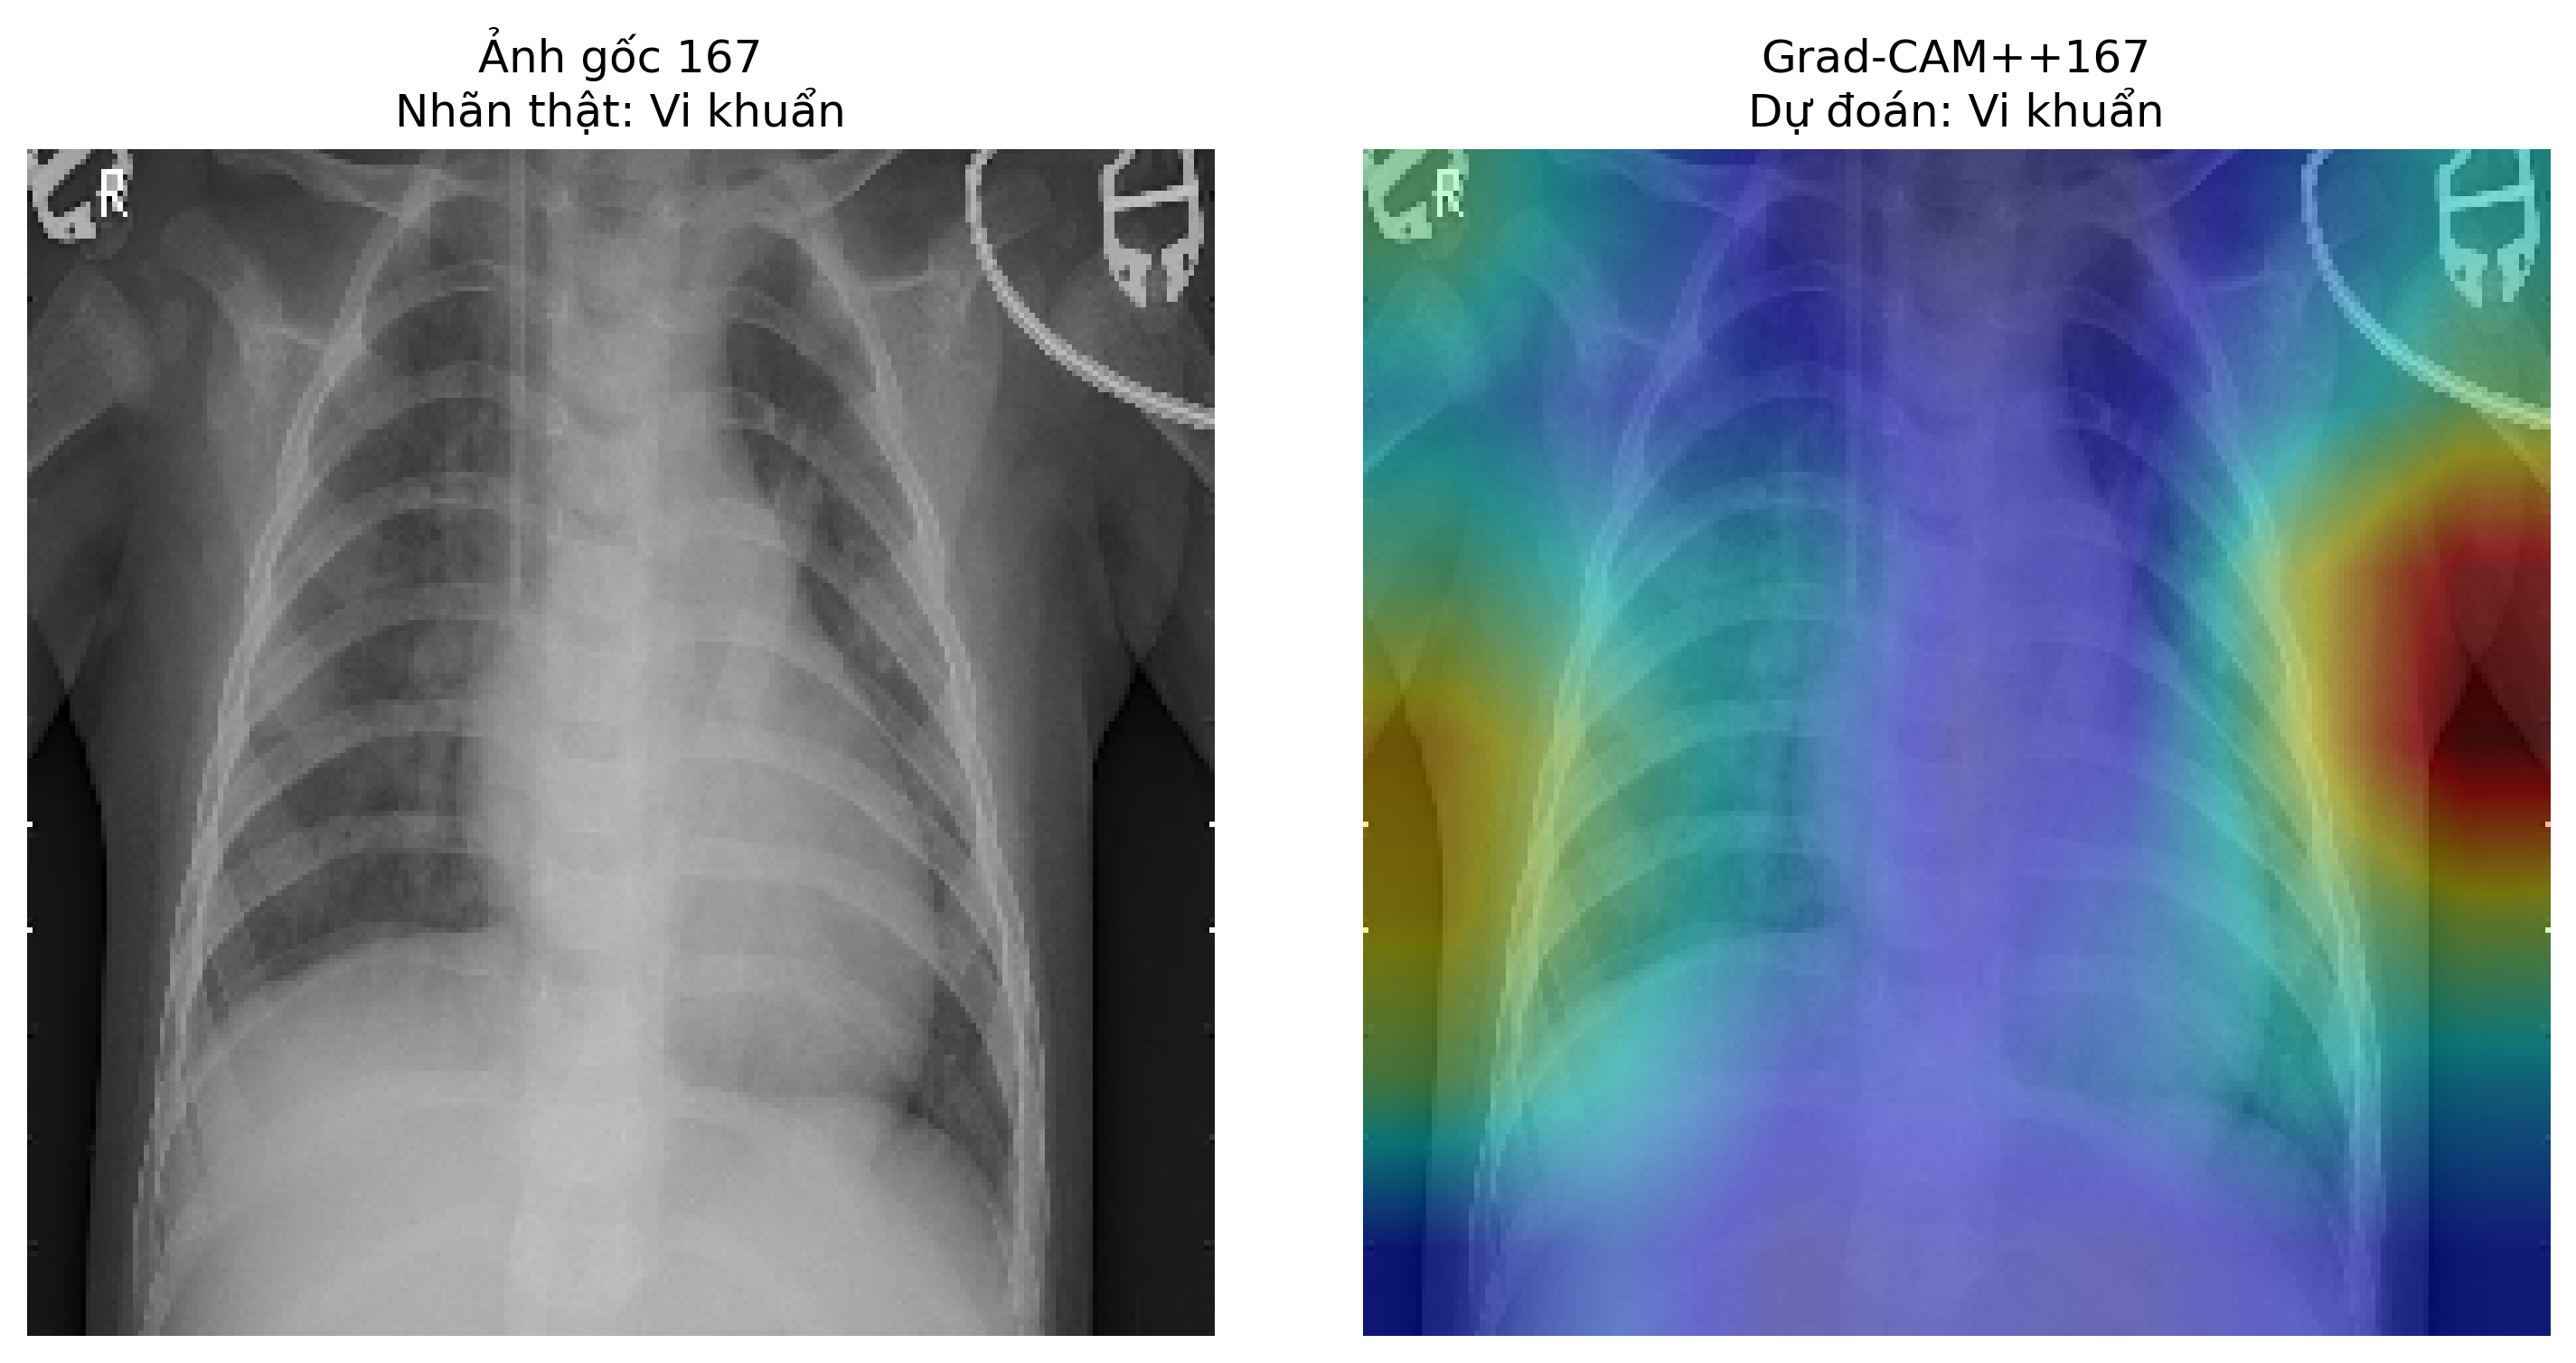 Ảnh gốc 167
Nhãn thật: Vi khuẩn
Grad-CAM++167
Dự đoán: Vi khuẩn
R
R